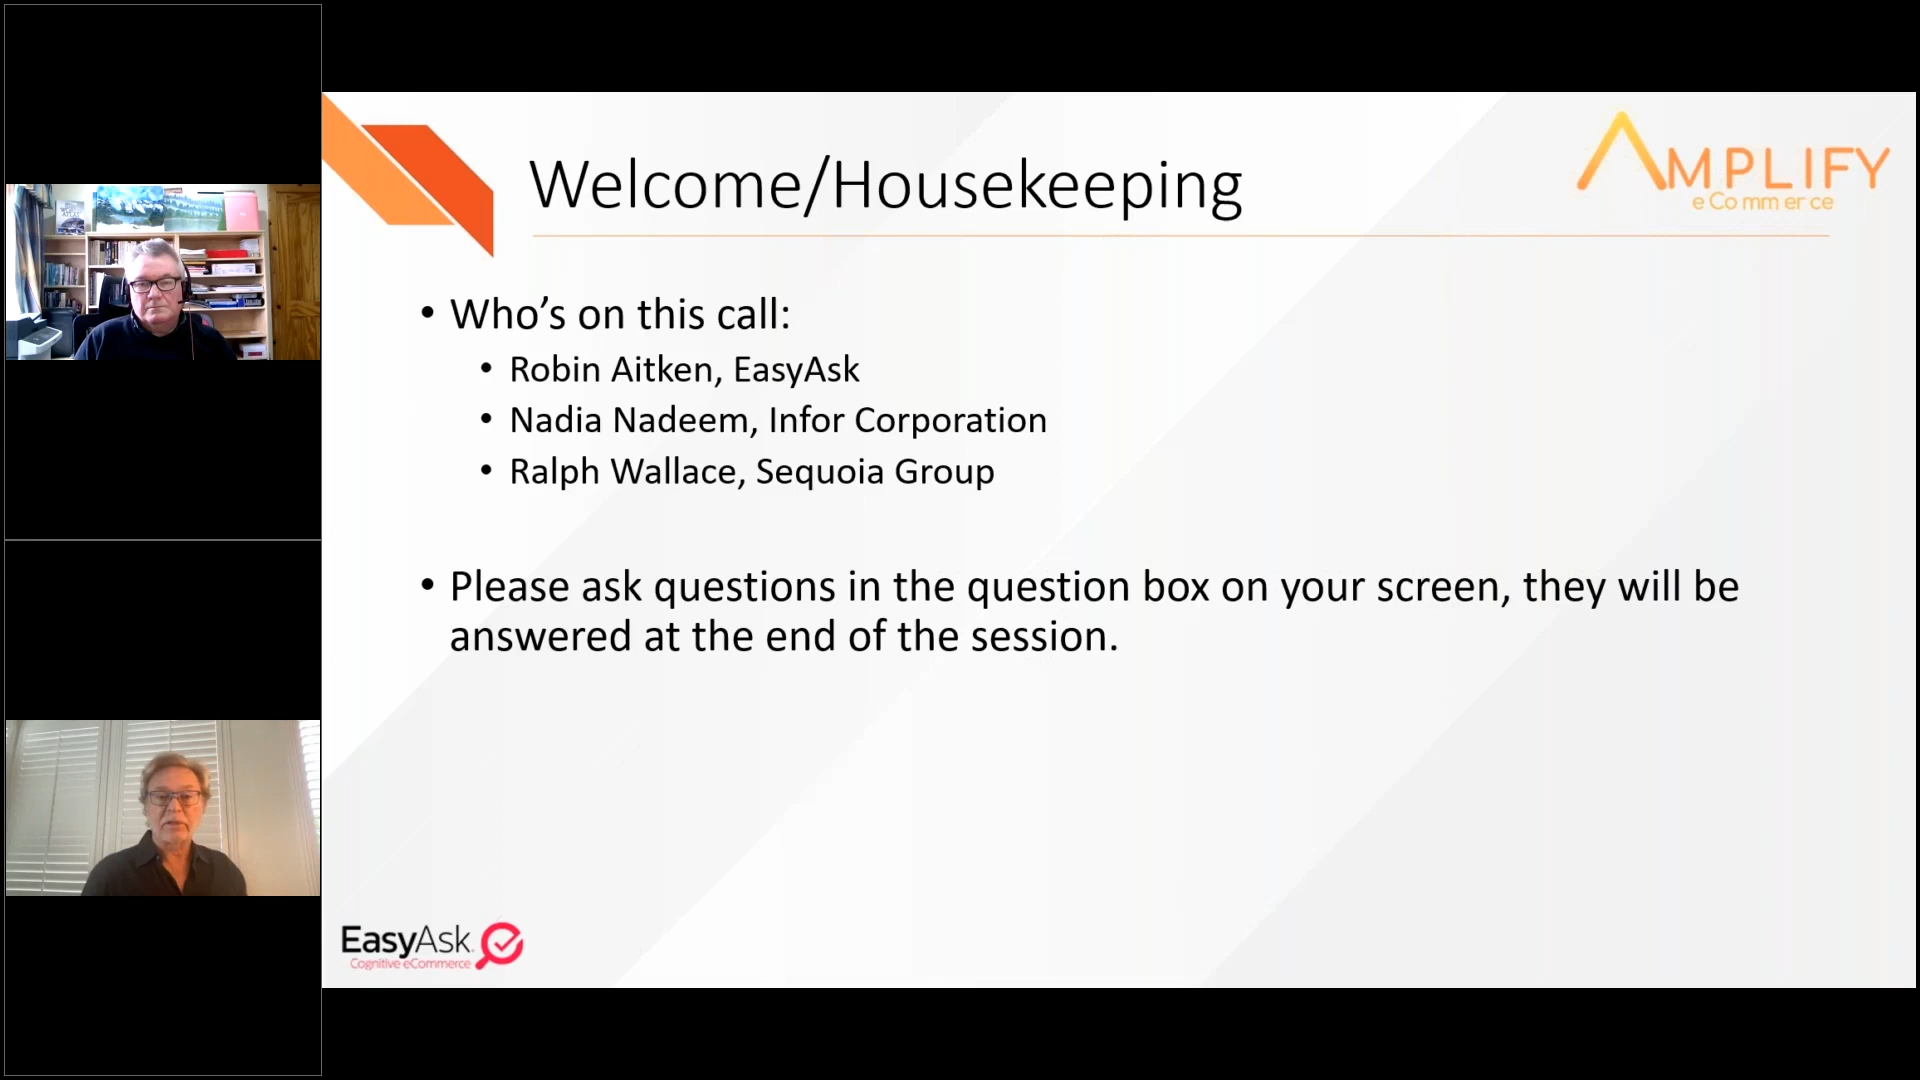 Welcome/Housekeeping
AMPLIFY
eCommerce
• Who’s on this call:
• Robin Aitken, EasyAsk
• Nadia Nadeem, Infor Corporation
• Ralph Wallace, Sequoia Group
• Please ask questions in the question box on your screen, they will be
answered at the end of the session.
EasyAsk
Cognitive eCommerce